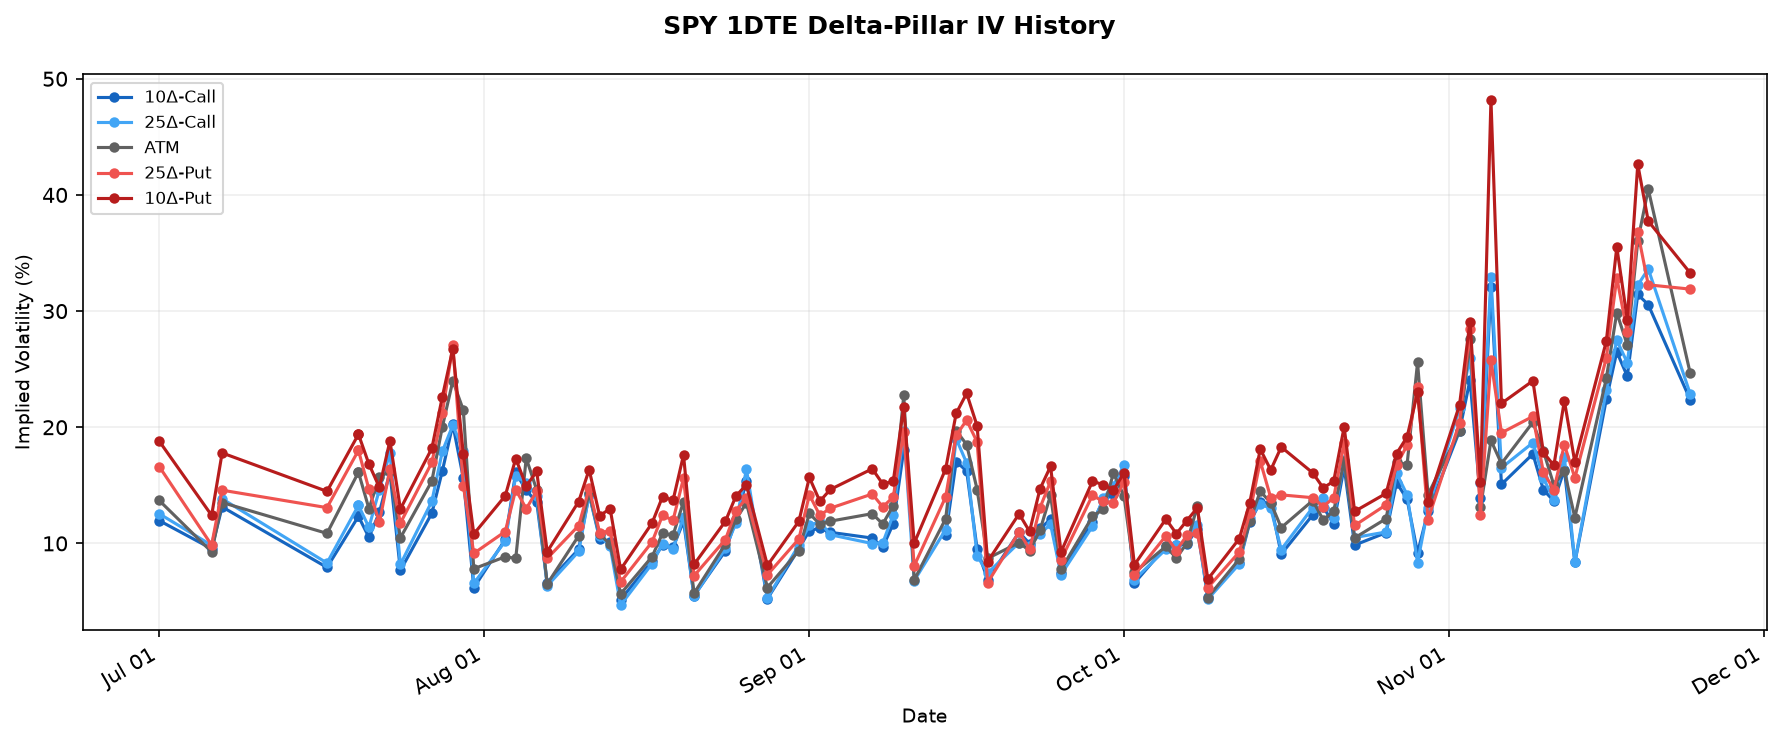 SPY 1DTE Delta-Pillar IV History
50
40
30
20
10
Implied Volatility (%)
10Δ-Call
25Δ-Call
ATM
25Δ-Put
10Δ-Put
Jul 01
Aug 01
Sep 01
Oct 01
Nov 01
Dec 01
Date